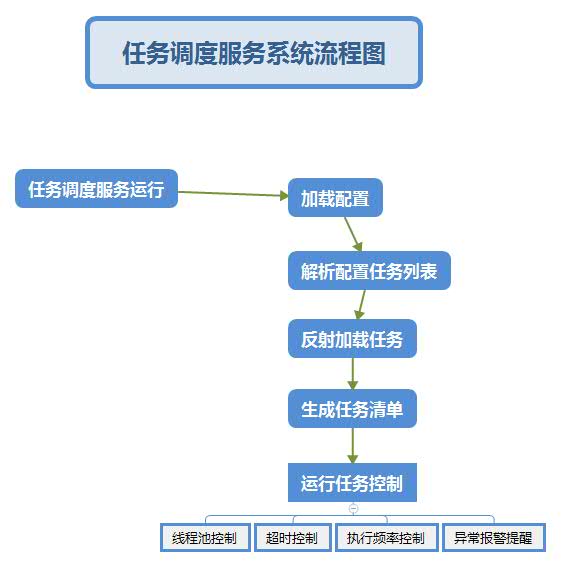 任务调度服务系统流程图
任务调度服务运行
加载配置
解析配置任务列表
反射加载任务
生成任务清单
运行任务控制
线程池控制
超时控制
执行频率控制
异常报警提醒